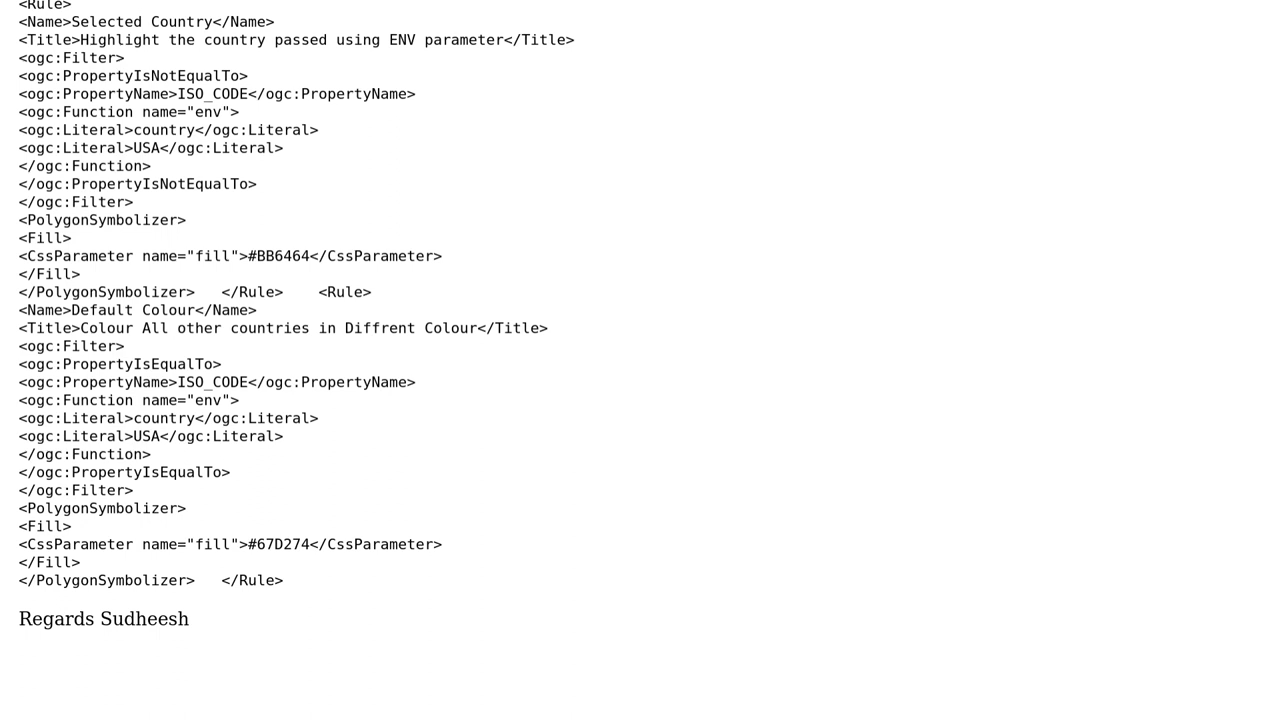 <Rule>
<Name>Selected Country</Name>
<Title>Highlight the country passed using ENV parameter</Title>
<ogc:Filter>
<ogc:PropertyIsNotEqualTo>
<ogc:PropertyName>ISO_CODE</ogc:PropertyName>
<ogc:Function name="env">
<ogc:Literal>country</ogc:Literal>
<ogc:Literal>USA</ogc:Literal>
</ogc:Function>
</ogc:PropertyIsNotEqualTo>
</ogc:Filter>
<PolygonSymbolizer>
<Fill>
<CssParameter name="fill">#BB6464</CssParameter>
</Fill>
</PolygonSymbolizer>   </Rule>    <Rule>
<Name>Default Colour</Name>
<Title>Colour All other countries in Diffrent Colour</Title>
<ogc:Filter>
<ogc:PropertyIsEqualTo>
<ogc:PropertyName>ISO_CODE</ogc:PropertyName>
<ogc:Function name="env">
<ogc:Literal>country</ogc:Literal>
<ogc:Literal>USA</ogc:Literal>
</ogc:Function>
</ogc:PropertyIsEqualTo>
</ogc:Filter>
<PolygonSymbolizer>
<Fill>
<CssParameter name="fill">#67D274</CssParameter>
</Fill>
</PolygonSymbolizer>   </Rule>
Regards Sudheesh